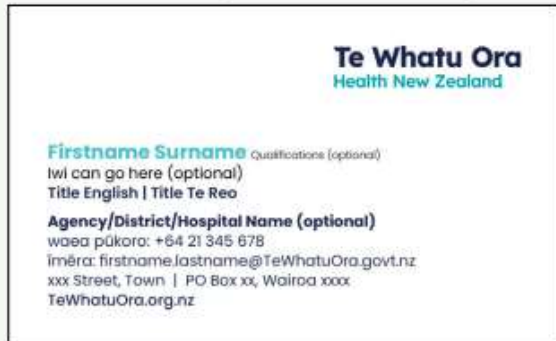 Te Whatu Ora
Health New Zealand
Firstname Surname Qualifications (optional)
Iwi can go here (optional)
Title English | Title Te Reo
Agency/District/Hospital Name (optional)
waea pūkoro: +64 21 345 678
īmēra: firstname.lastname@TeWhatuOra.govt.nz
xxx Street, Town | PO Box xx, Wairoa xxxx
TeWhatuOra.org.nz